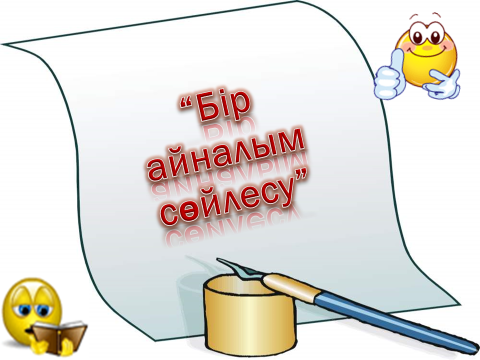 “Бір
айналым
сөйлесу”